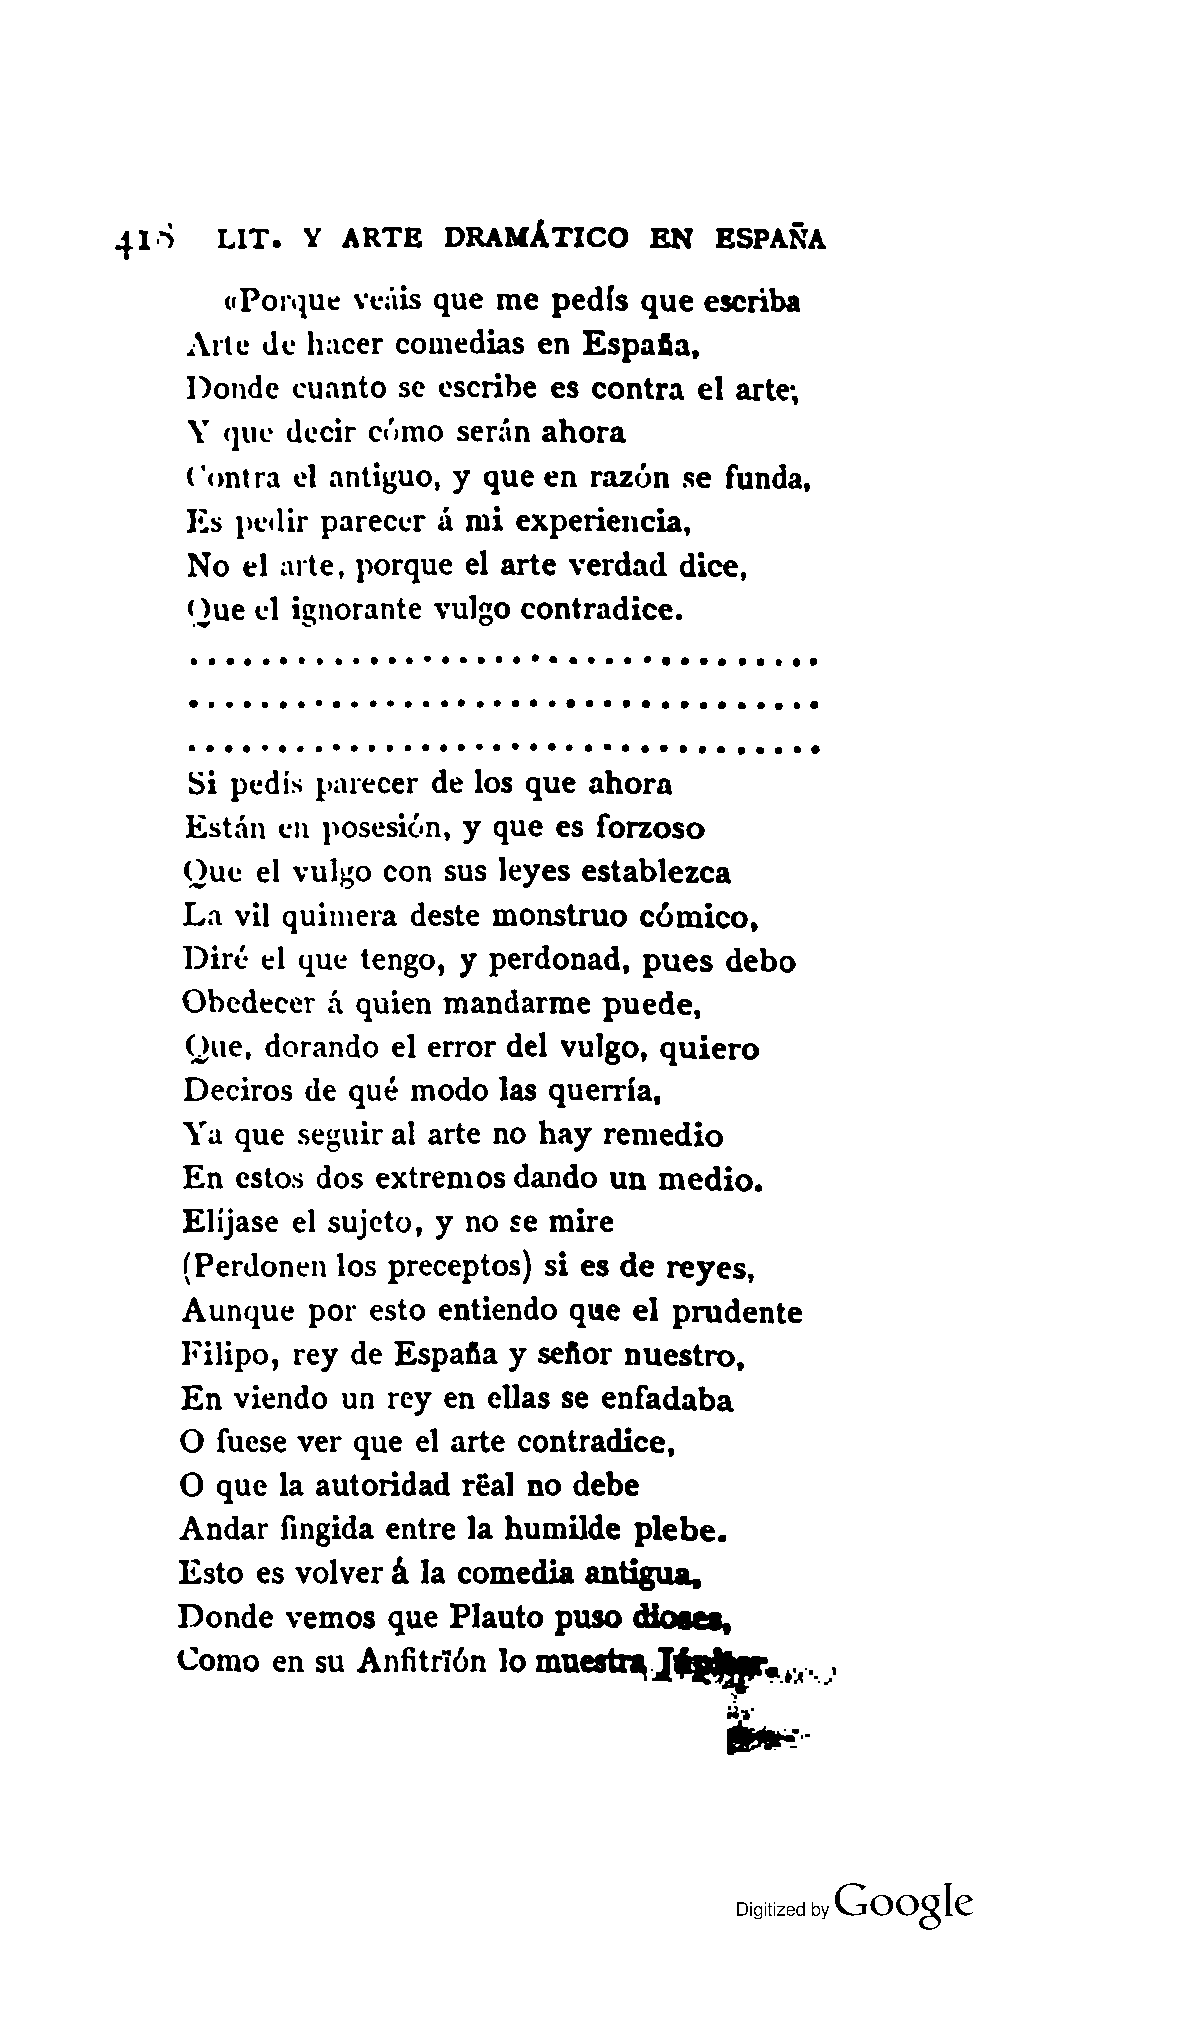 418 LIT. Y ARTE DRAMÁTICO EN ESPAÑA
«Porque veáis que me pedís que escriba
Arte de hacer comedias en España,
Donde cuanto se escribe es contra el arte;
Y que decir cómo serán ahora
Contra el antiguo, y que en razón se funda,
Es pedir parecer á mi experiencia,
No el arte, porque el arte verdad dice,
Que el ignorante vulgo contradice.
...................................
...................................
...................................
Si pedís parecer de los que ahora
Están en posesión, y que es forzoso
Que el vulgo con sus leyes establezca
La vil quimera deste monstruo cómico,
Diré el que tengo, y perdonad, pues debo
Obedecer á quien mandarme puede,
Que, dorando el error del vulgo, quiero
Deciros de qué modo las querría,
Ya que seguir al arte no hay remedio
En estos dos extremos dando un medio.
Elíjase el sujeto, y no se mire
(Perdonen los preceptos) si es de reyes,
Aunque por esto entiendo que el prudente
Filipo, rey de España y señor nuestro,
En viendo un rey en ellas se enfadaba
O fuese ver que el arte contradice,
O que la autoridad rëal no debe
Andar fingida entre la humilde plebe.
Esto es volver á la comedia antigua,
Donde vemos que Plauto puso dioses,
Como en su Anfitrïón lo muestra Júpiter.
Digitized by Google